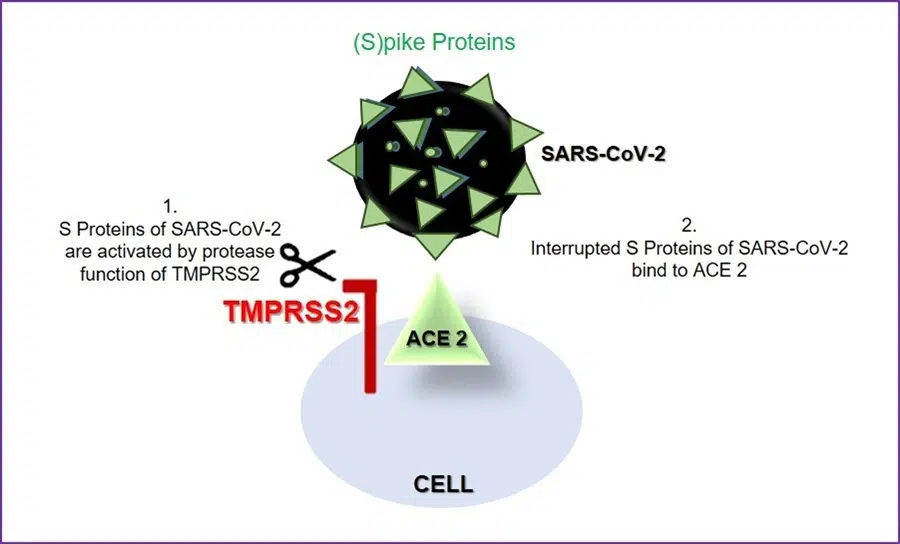 (S)pike Proteins
SARS-CoV-2
1.
S Proteins of SARS-CoV-2
are activated by protease
function of TMPRSS2
2.
Interrupted S Proteins of SARS-CoV-2
bind to ACE 2
TMPRSS2
ACE 2
CELL